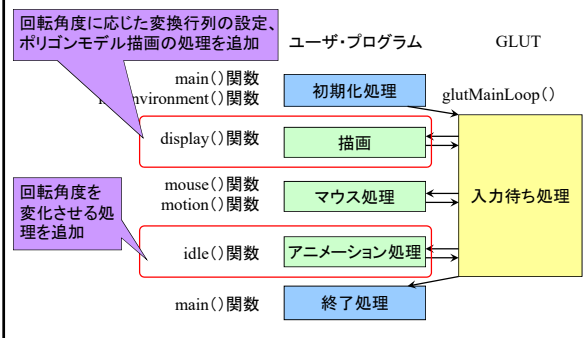 回転角度に応じた変換行列の設定、
ポリゴンモデル描画の処理を追加
ユーザ・プログラム
GLUT
main()関数
nvironment()関数
初期化処理
glutMainLoop()
display()関数
描画
回転角度を
変化させる処
理を追加
mouse()関数
motion()関数
マウス処理
入力待ち処理
idle()関数
アニメーション処理
main()関数
終了処理